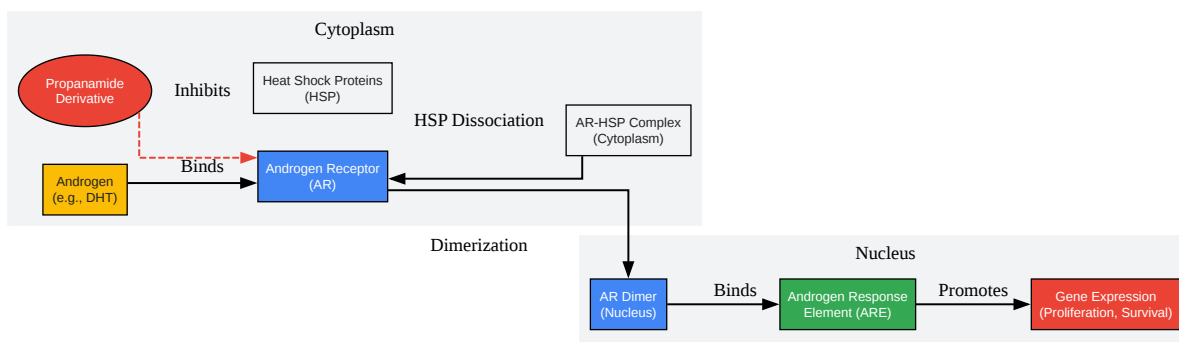 Cytoplasm
Propanamide
Derivative
Inhibits
Heat Shock Proteins
(HSP)
HSP Dissociation
AR-HSP Complex
(Cytoplasm)
Androgen
(e.g., DHT)
Binds
Androgen Receptor
(AR)
Dimerization
Nucleus
AR Dimer
(Nucleus)
Binds
Androgen Response
Element (ARE)
Promotes
Gene Expression
(Proliferation, Survival)